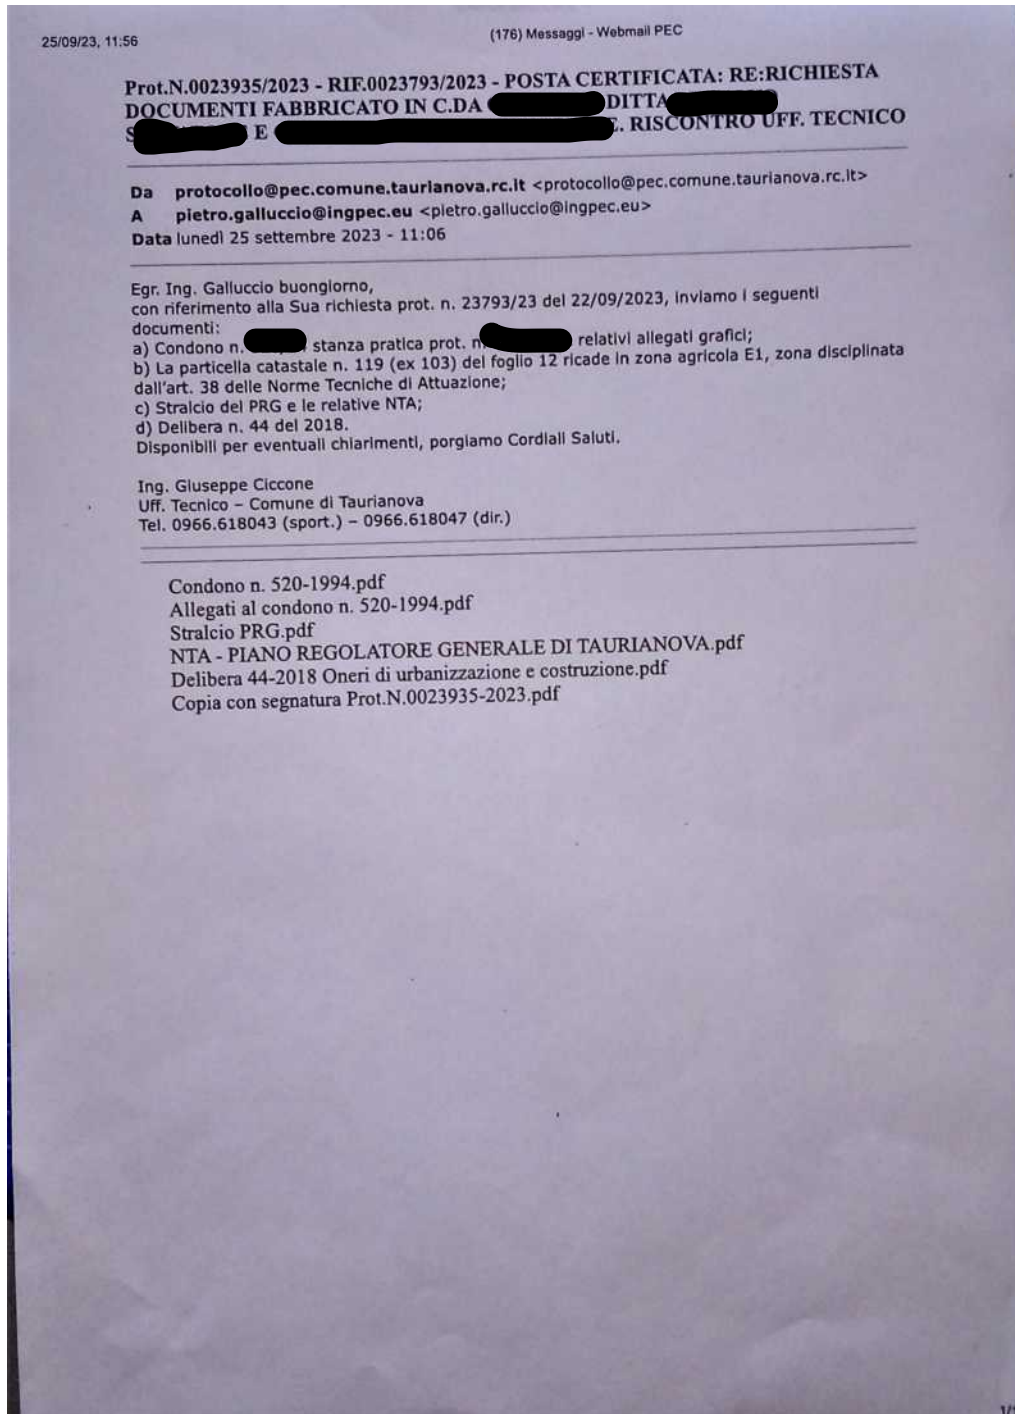 25/09/23, 11:56
(176) Messaggi - Webmail PEC
Prot.N.0023935/2023 - RIF.0023793/2023 - POSTA CERTIFICATA: RE:RICHIESTA
DOCUMENTI FABBRICATO IN C.DA DITTA
S E E. RISCONTRO UFF. TECNICO
Da protocollo@pec.comune.taurianova.rc.it <protocollo@pec.comune.taurianova.rc.it>
A pietro.galluccio@ingpec.eu <pietro.galluccio@ingpec.eu>
Data lunedì 25 settembre 2023 - 11:06
Egr. Ing. Galluccio buongiorno,
con riferimento alla Sua richiesta prot. n. 23793/23 del 22/09/2023, inviamo i seguenti
documenti:
a) Condono n. stanza pratica prot. n. relativi allegati grafici;
b) La particella catastale n. 119 (ex 103) del foglio 12 ricade in zona agricola E1, zona disciplinata
dall'art. 38 delle Norme Tecniche di Attuazione;
c) Stralcio del PRG e le relative NTA;
d) Delibera n. 44 del 2018.
Disponibili per eventuali chiarimenti, porgiamo Cordiali Saluti.
Ing. Giuseppe Ciccone
Uff. Tecnico – Comune di Taurianova
Tel. 0966.618043 (sport.) – 0966.618047 (dir.)
Condono n. 520-1994.pdf
Allegati al condono n. 520-1994.pdf
Stralcio PRG.pdf
NTA - PIANO REGOLATORE GENERALE DI TAURIANOVA.pdf
Delibera 44-2018 Oneri di urbanizzazione e costruzione.pdf
Copia con segnatura Prot.N.0023935-2023.pdf